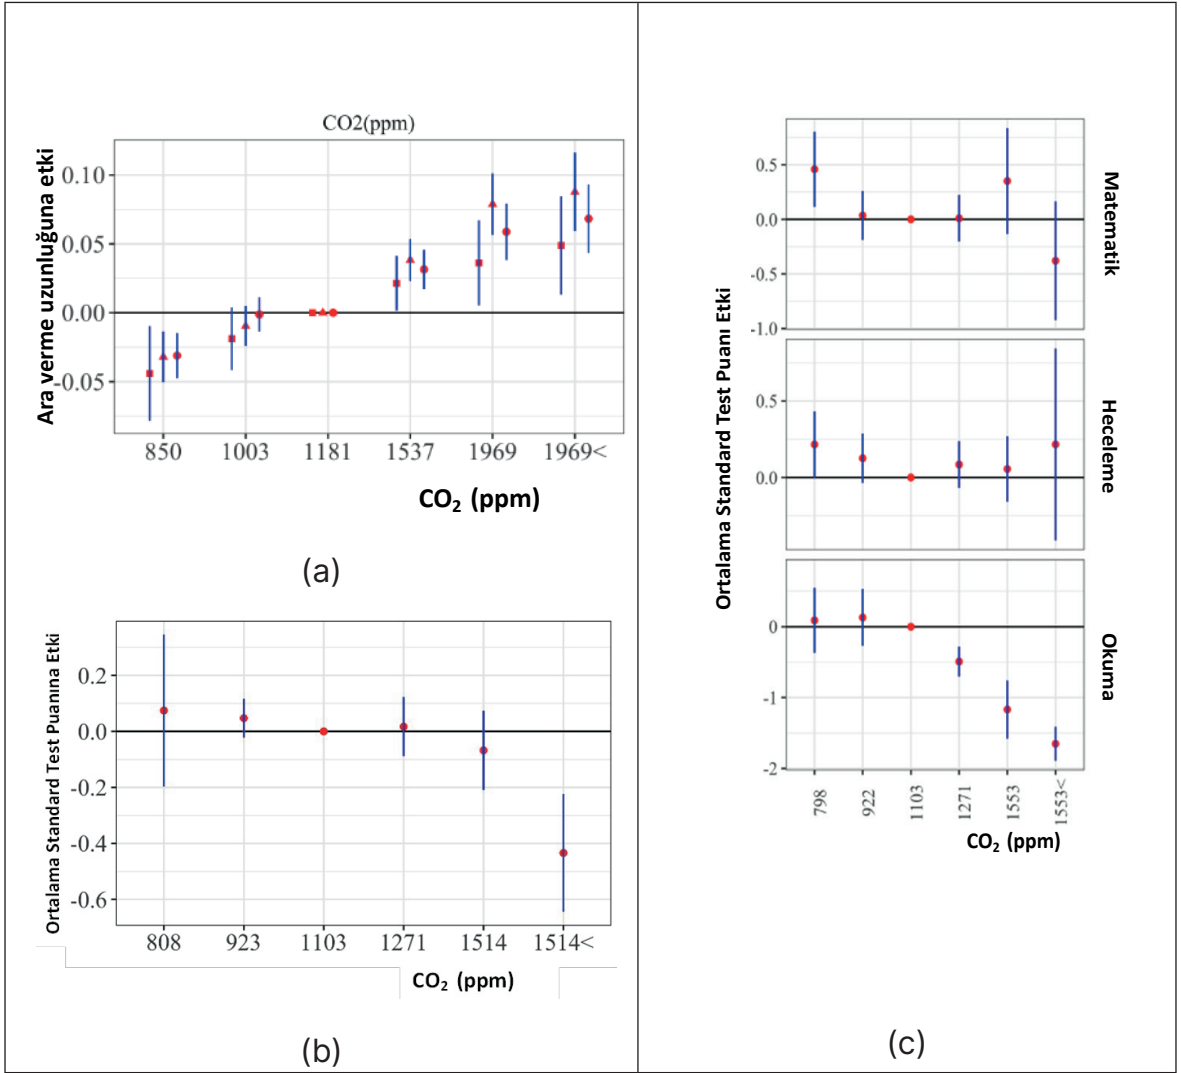 CO2(ppm)
Ara verme uzunluğuna etki
0.10
0.05
0.00
-0.05
850 1003 1181 1537 1969 1969<
CO₂ (ppm)
(a)
Ortalama Standard Test Puanına Etki
0.2
0.0
-0.2
-0.4
-0.6
808 923 1103 1271 1514 1514<
CO₂ (ppm)
(b)
Ortalama Standard Test Puanı Etki
0.5
0.0
-0.5
-1.0
Matematik
0.5
0.0
Heceleme
0
-1
-2
Okuma
798 922 1103 1271 1553 1553<
CO₂ (ppm)
(c)